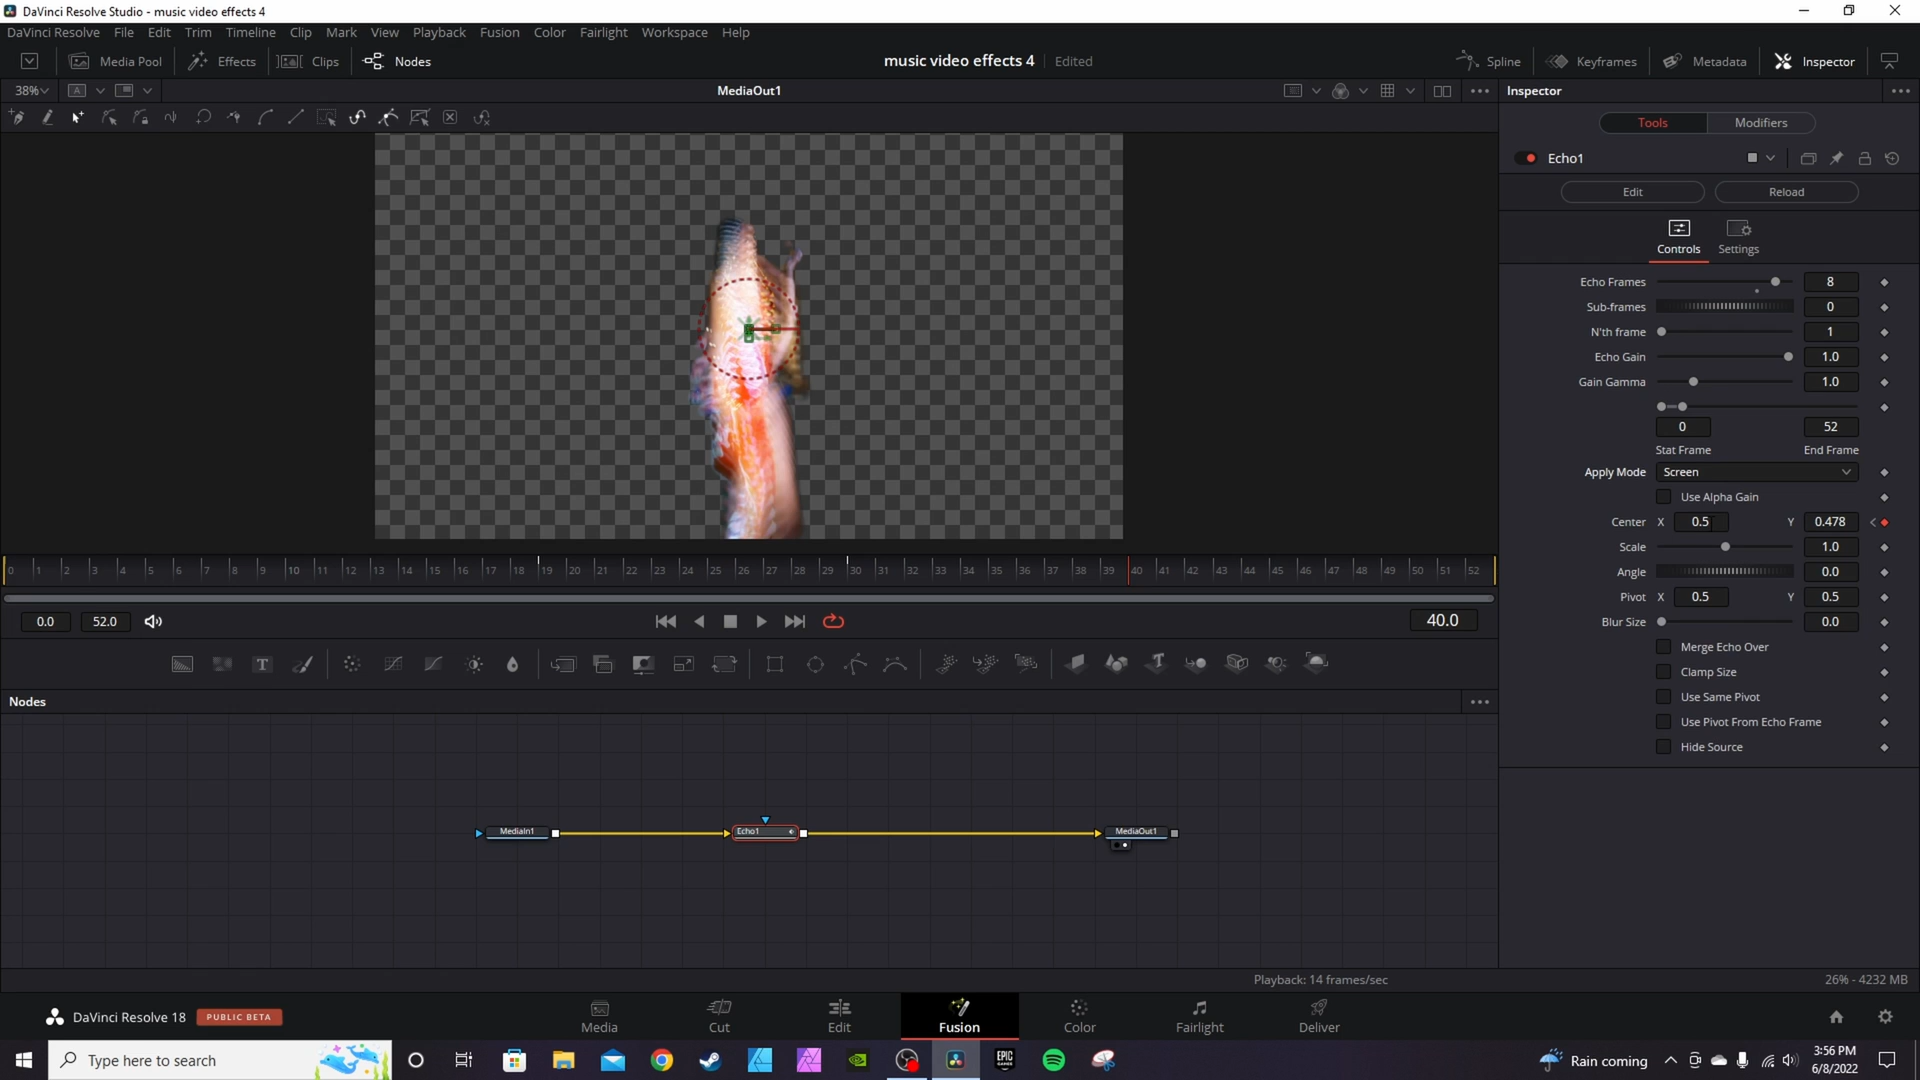 DaVinci Resolve Studio - music video effects 4
DaVinci Resolve File Edit Trim Timeline Clip Mark View Playback Fusion Color Fairlight Workspace Help
Media Pool Effects Clips Nodes music video effects 4 Edited Spline Keyframes Metadata Inspector
38% A MediaOut1 Inspector
Tools Modifiers
Echo1
Edit Reload
Controls Settings
Echo Frames 8
Sub-frames 0
N'th frame 1
Echo Gain 1.0
Gain Gamma 1.0
0 52
Stat Frame End Frame
Apply Mode Screen
Use Alpha Gain
Center X 0.5 Y 0.478
Scale 1.0
Angle 0.0
Pivot X 0.5 Y 0.5
Blur Size 0.0
Merge Echo Over
Clamp Size
Use Same Pivot
Use Pivot From Echo Frame
Hide Source
0 1 2 3 4 5 6 7 8 9 10 11 12 13 14 15 16 17 18 19 20 21 22 23 24 25 26 27 28 29 30 31 32 33 34 35 36 37 38 39 40 41 42 43 44 45 46 47 48 49 50 51 52
0.0 52.0 40.0
T T
Nodes
MediaIn1 Echo1 MediaOut1
Playback: 14 frames/sec 26% - 4232 MB
DaVinci Resolve 18 PUBLIC BETA Media Cut Edit Fusion Color Fairlight Deliver
Type here to search EPIC GAMES Rain coming 3:56 PM
6/8/2022